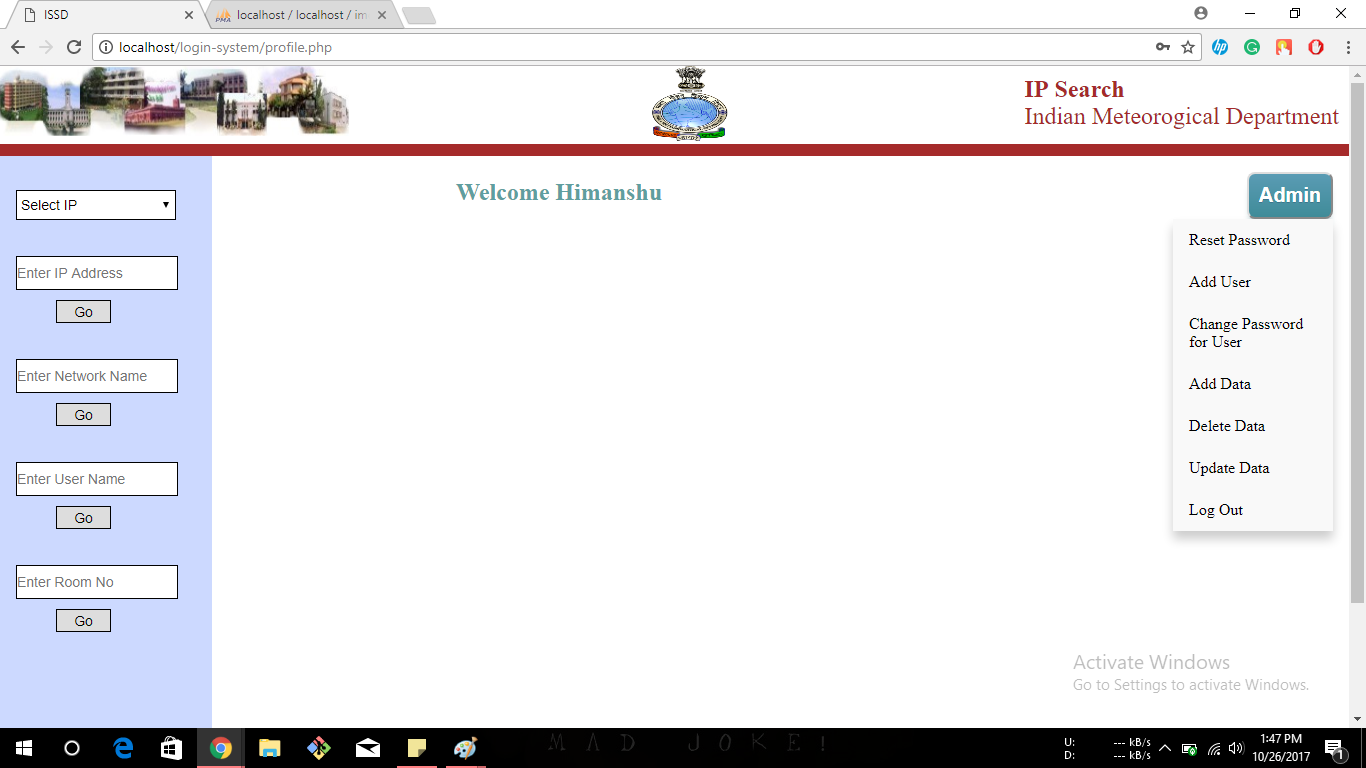 ISSD
localhost / localhost / im
localhost/login-system/profile.php
IP Search
Indian Meteorogical Department
Welcome Himanshu
Admin
Select IP
Enter IP Address
Go
Enter Network Name
Go
Enter User Name
Go
Enter Room No
Go
Reset Password
Add User
Change Password
for User
Add Data
Delete Data
Update Data
Log Out
Activate Windows
Go to Settings to activate Windows.
MAD JOKE!
U: --- kB/s
D: --- kB/s
1:47 PM
10/26/2017
1